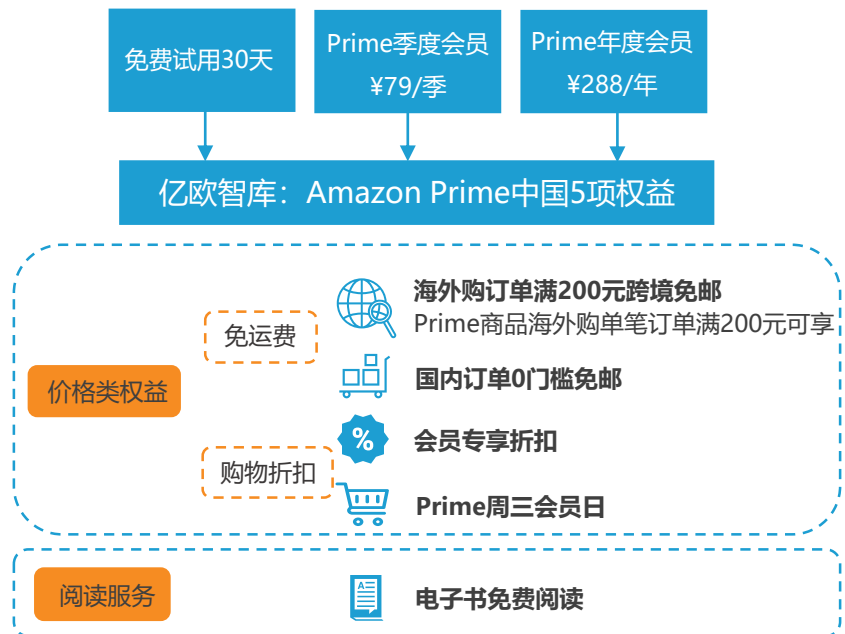 免费试用30天
Prime季度会员
¥79/季
Prime年度会员
¥288/年
亿欧智库：Amazon Prime中国5项权益
价格类权益
免运费
海外购订单满200元跨境免邮
Prime商品海外购单笔订单满200元可享
国内订单0门槛免邮
购物折扣
%
会员专享折扣
Prime周三会员日
阅读服务
A
电子书免费阅读